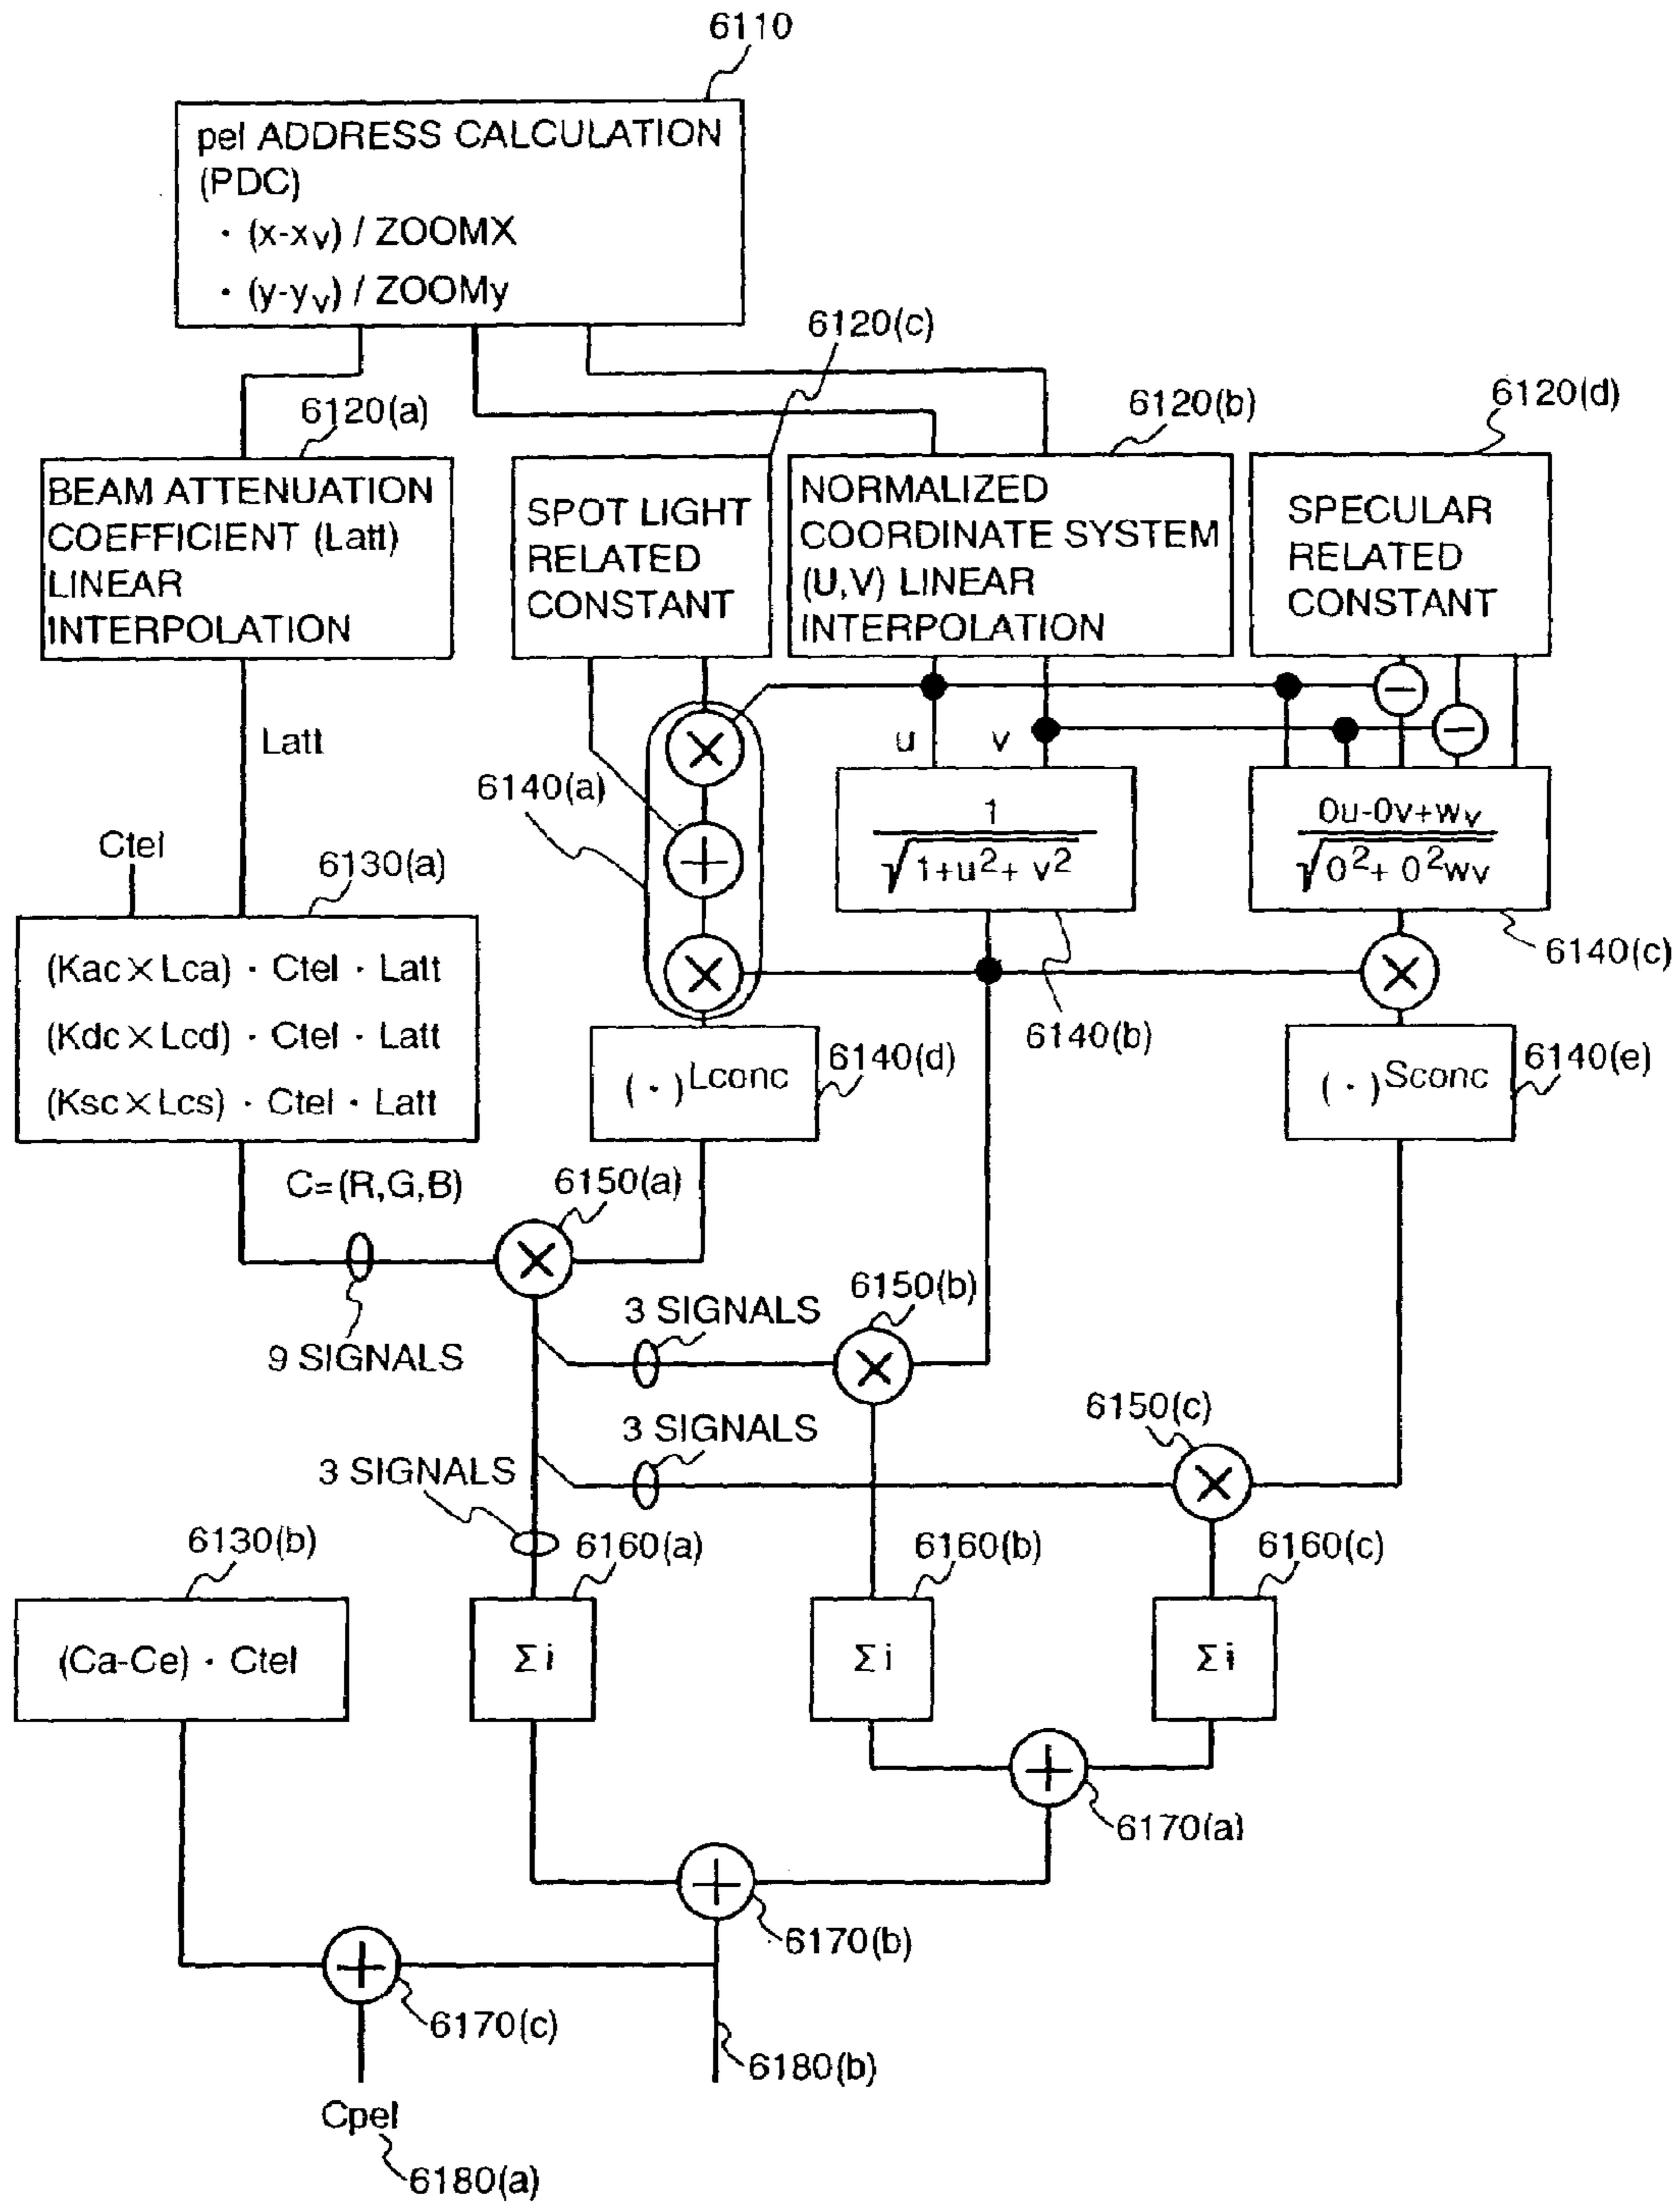 6110
pel ADDRESS CALCULATION
(PDC)
· (x-xv) / ZOOMX
· (y-yv) / ZOOMy
6120(c)
6120(a)
6120(b)
6120(d)
BEAM ATTENUATION
COEFFICIENT (Latt)
LINEAR
INTERPOLATION
SPOT LIGHT
RELATED
CONSTANT
NORMALIZED
COORDINATE SYSTEM
(U,V) LINEAR
INTERPOLATION
SPECULAR
RELATED
CONSTANT
Latt
u
v
6140(a)
1
√1+u²+ v²
0u-0v+wv
√0²+ 0²wv
Ctel
6130(a)
6140(c)
(Kac×Lca) · Ctel · Latt
(Kdc×Lcd) · Ctel · Latt
(Ksc×Lcs) · Ctel · Latt
6140(b)
(·)Lconc
6140(d)
(·)Sconc
6140(e)
C=(R,G,B)
6150(a)
9 SIGNALS
3 SIGNALS
6150(b)
3 SIGNALS
6150(c)
3 SIGNALS
6130(b)
6160(a)
6160(b)
6160(c)
(Ca-Ce) · Ctel
Σi
Σi
Σi
6170(a)
6170(b)
6170(c)
6180(b)
Cpel
6180(a)